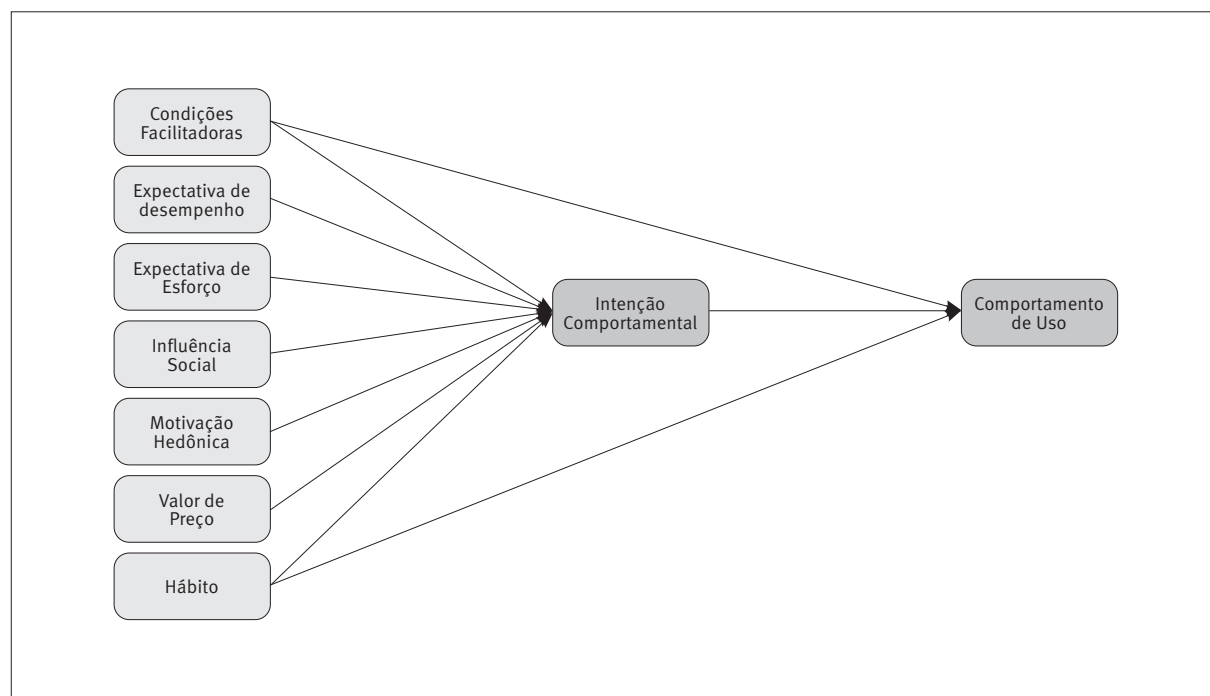 Condições
Facilitadoras
Expectativa de
desempenho
Expectativa de
Esforço
Influência
Social
Motivação
Hedônica
Valor de
Preço
Hábito
Intenção
Comportamental
Comportamento
de Uso